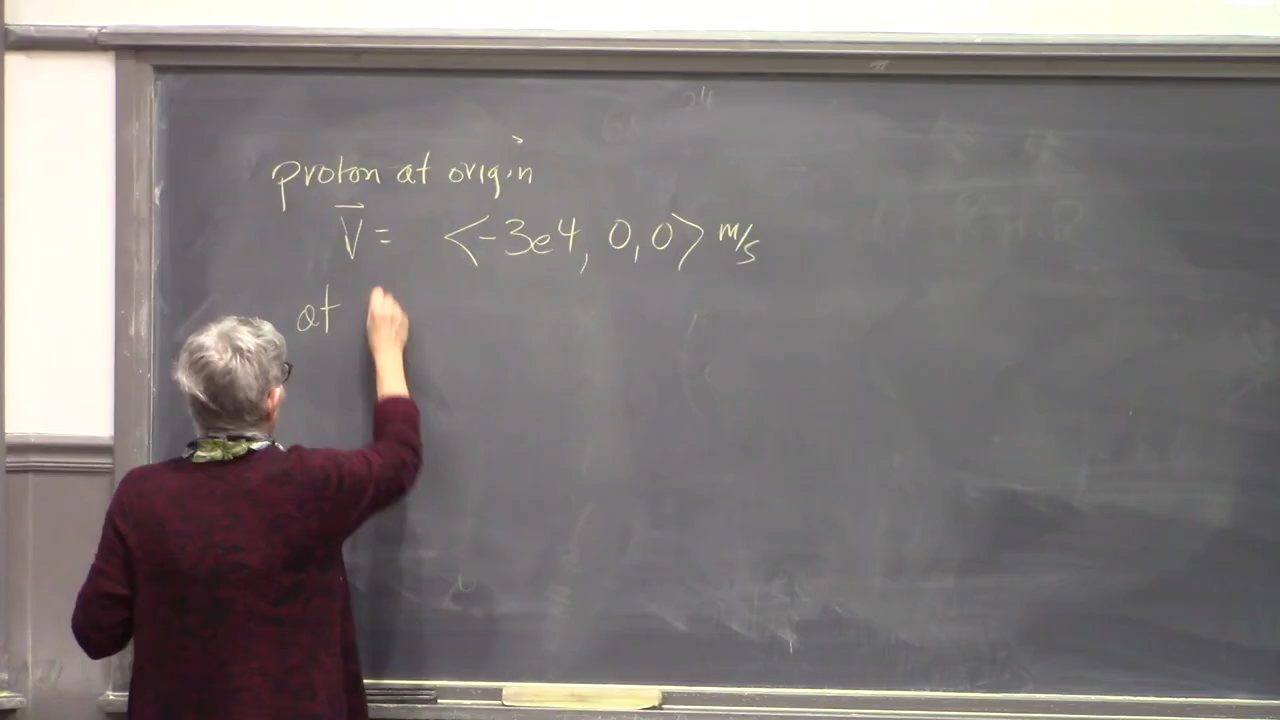 proton at origin
V⃗ = <-3e4, 0, 0> m/s
at